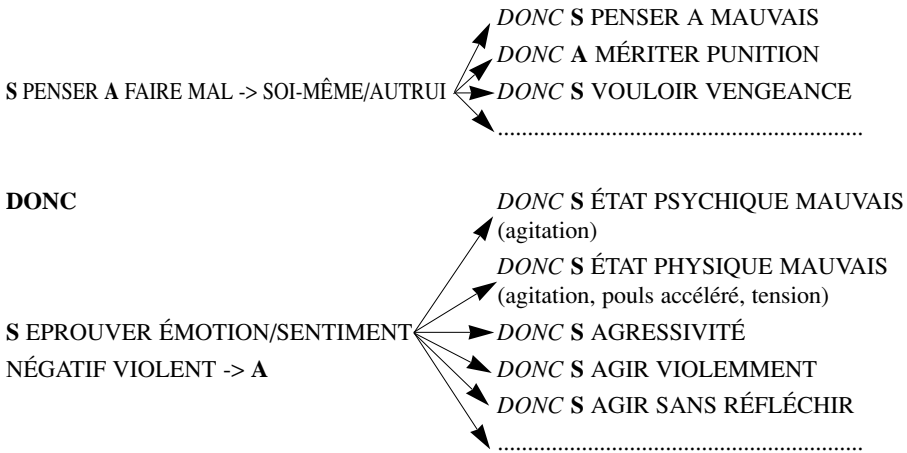 DONC S PENSER A MAUVAIS
DONC A MÉRITER PUNITION
S PENSER A FAIRE MAL -> SOI-MÊME/AUTRUI
DONC S VOULOIR VENGEANCE
.............................................................
DONC
DONC S ÉTAT PSYCHIQUE MAUVAIS
(agitation)
DONC S ÉTAT PHYSIQUE MAUVAIS
(agitation, pouls accéléré, tension)
S EPROUVER ÉMOTION/SENTIMENT
DONC S AGRESSIVITÉ
NÉGATIF VIOLENT -> A
DONC S AGIR VIOLEMMENT
DONC S AGIR SANS RÉFLÉCHIR
.............................................................